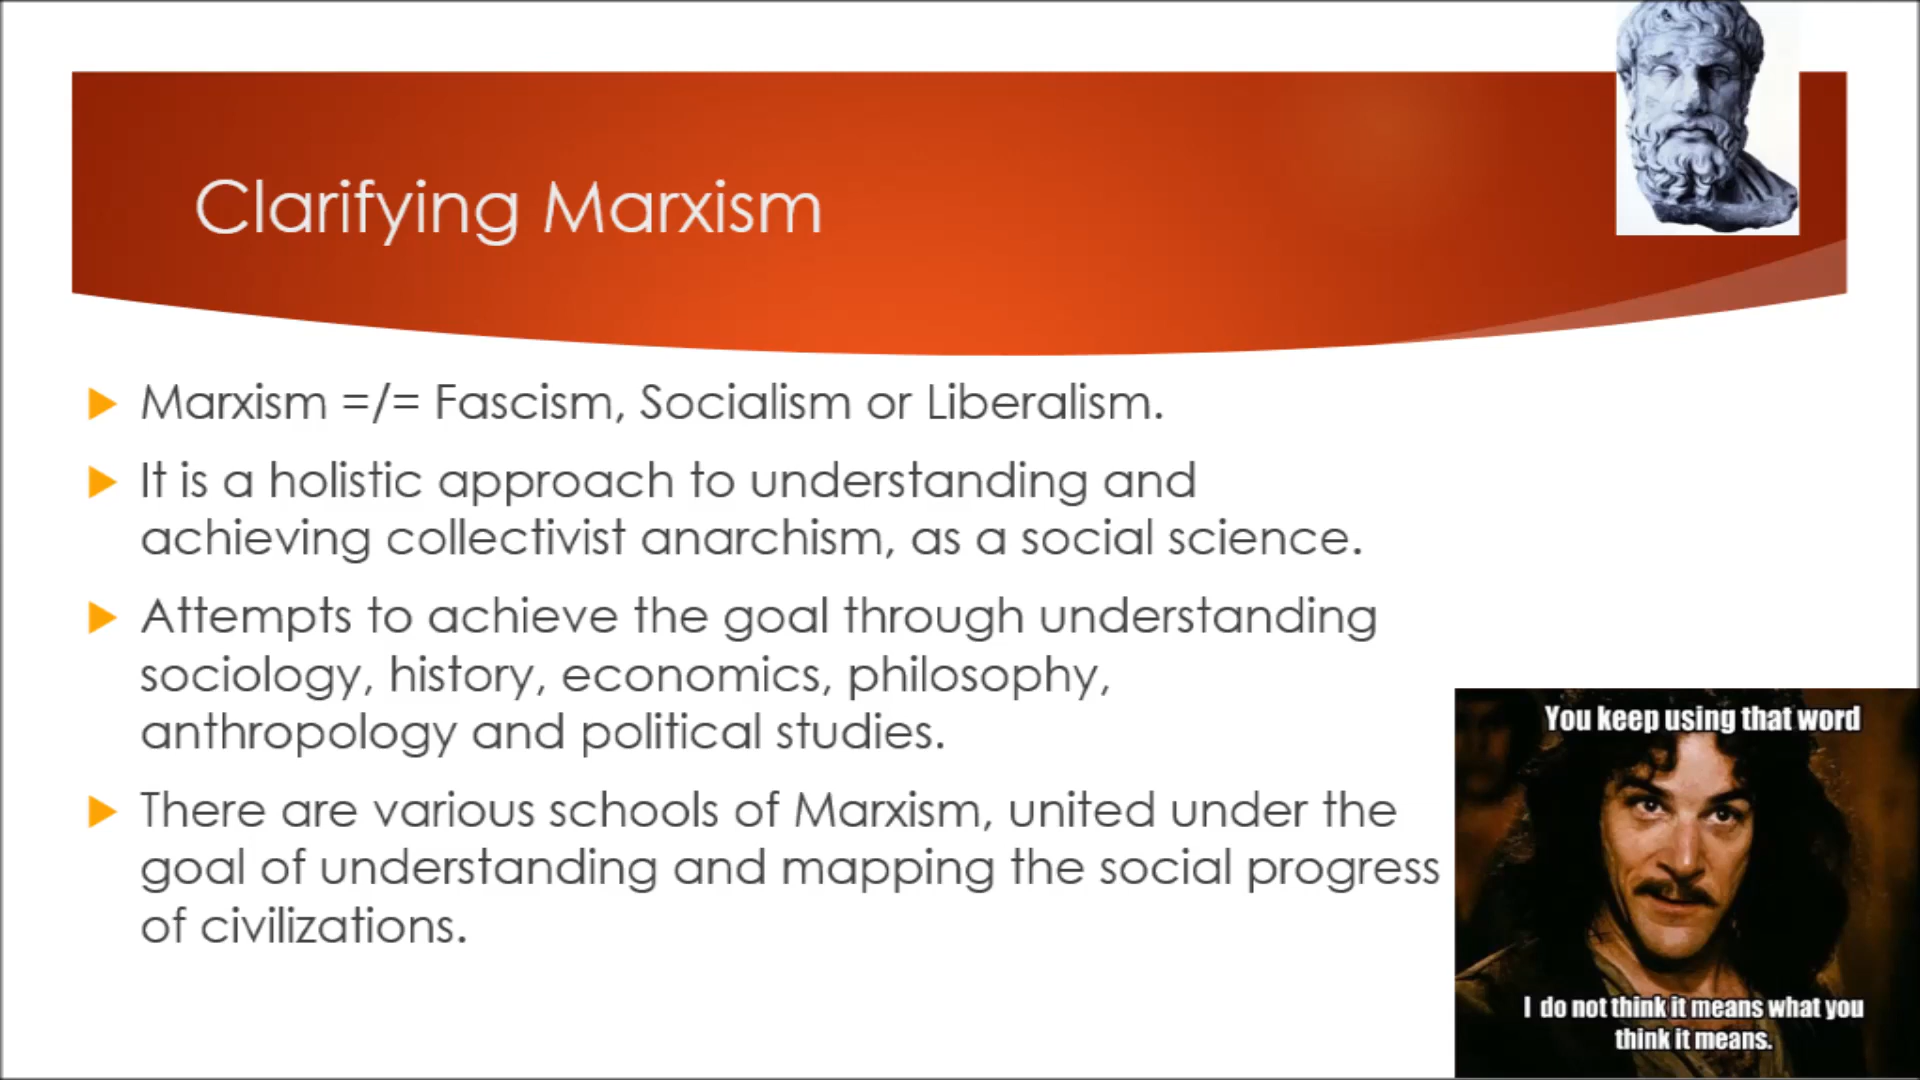 Clarifying Marxism
Marxism =/= Fascism, Socialism or Liberalism.
It is a holistic approach to understanding and
achieving collectivist anarchism, as a social science.
Attempts to achieve the goal through understanding
sociology, history, economics, philosophy,
anthropology and political studies.
There are various schools of Marxism, united under the
goal of understanding and mapping the social progress
of civilizations.
You keep using that word
I do not think it means what you
think it means.